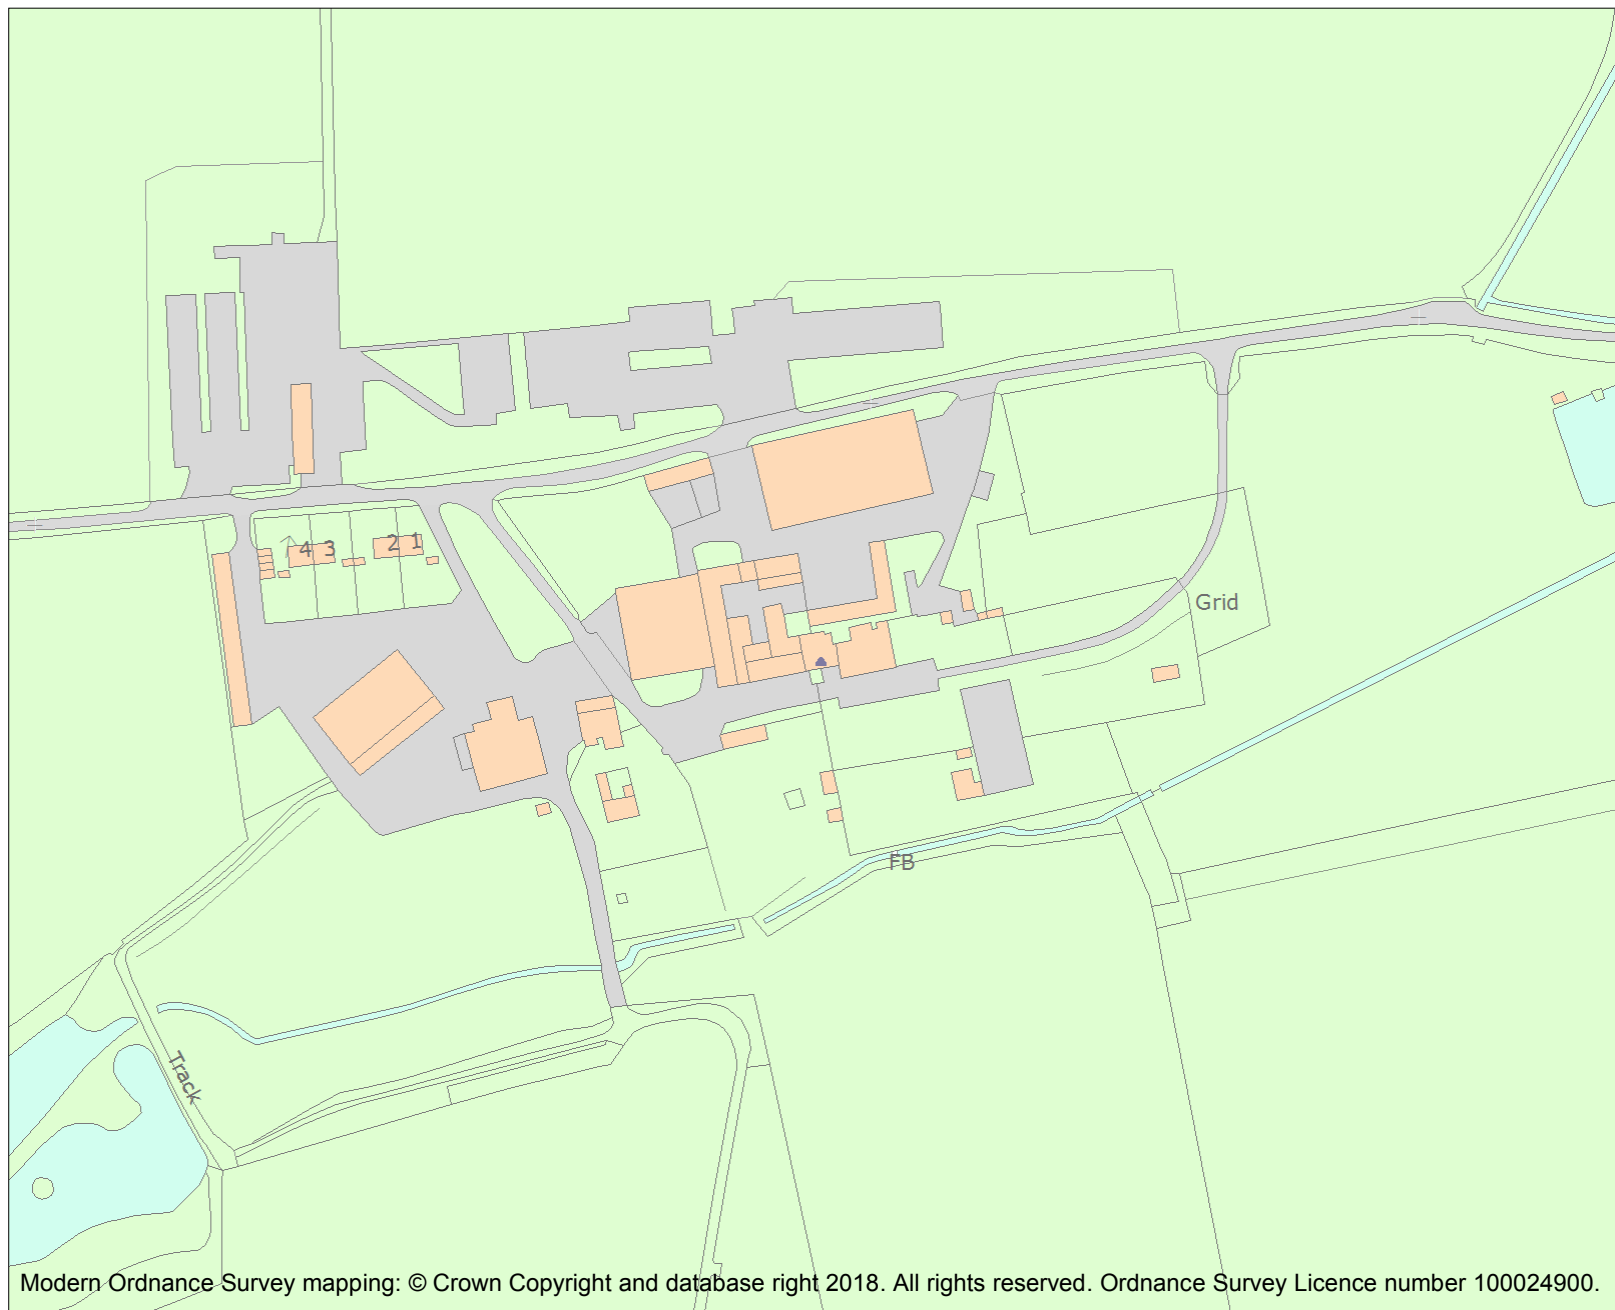 4 3
2 1
Grid
FB
Track
Modern Ordnance Survey mapping: © Crown Copyright and database right 2018. All rights reserved. Ordnance Survey Licence number 100024900.